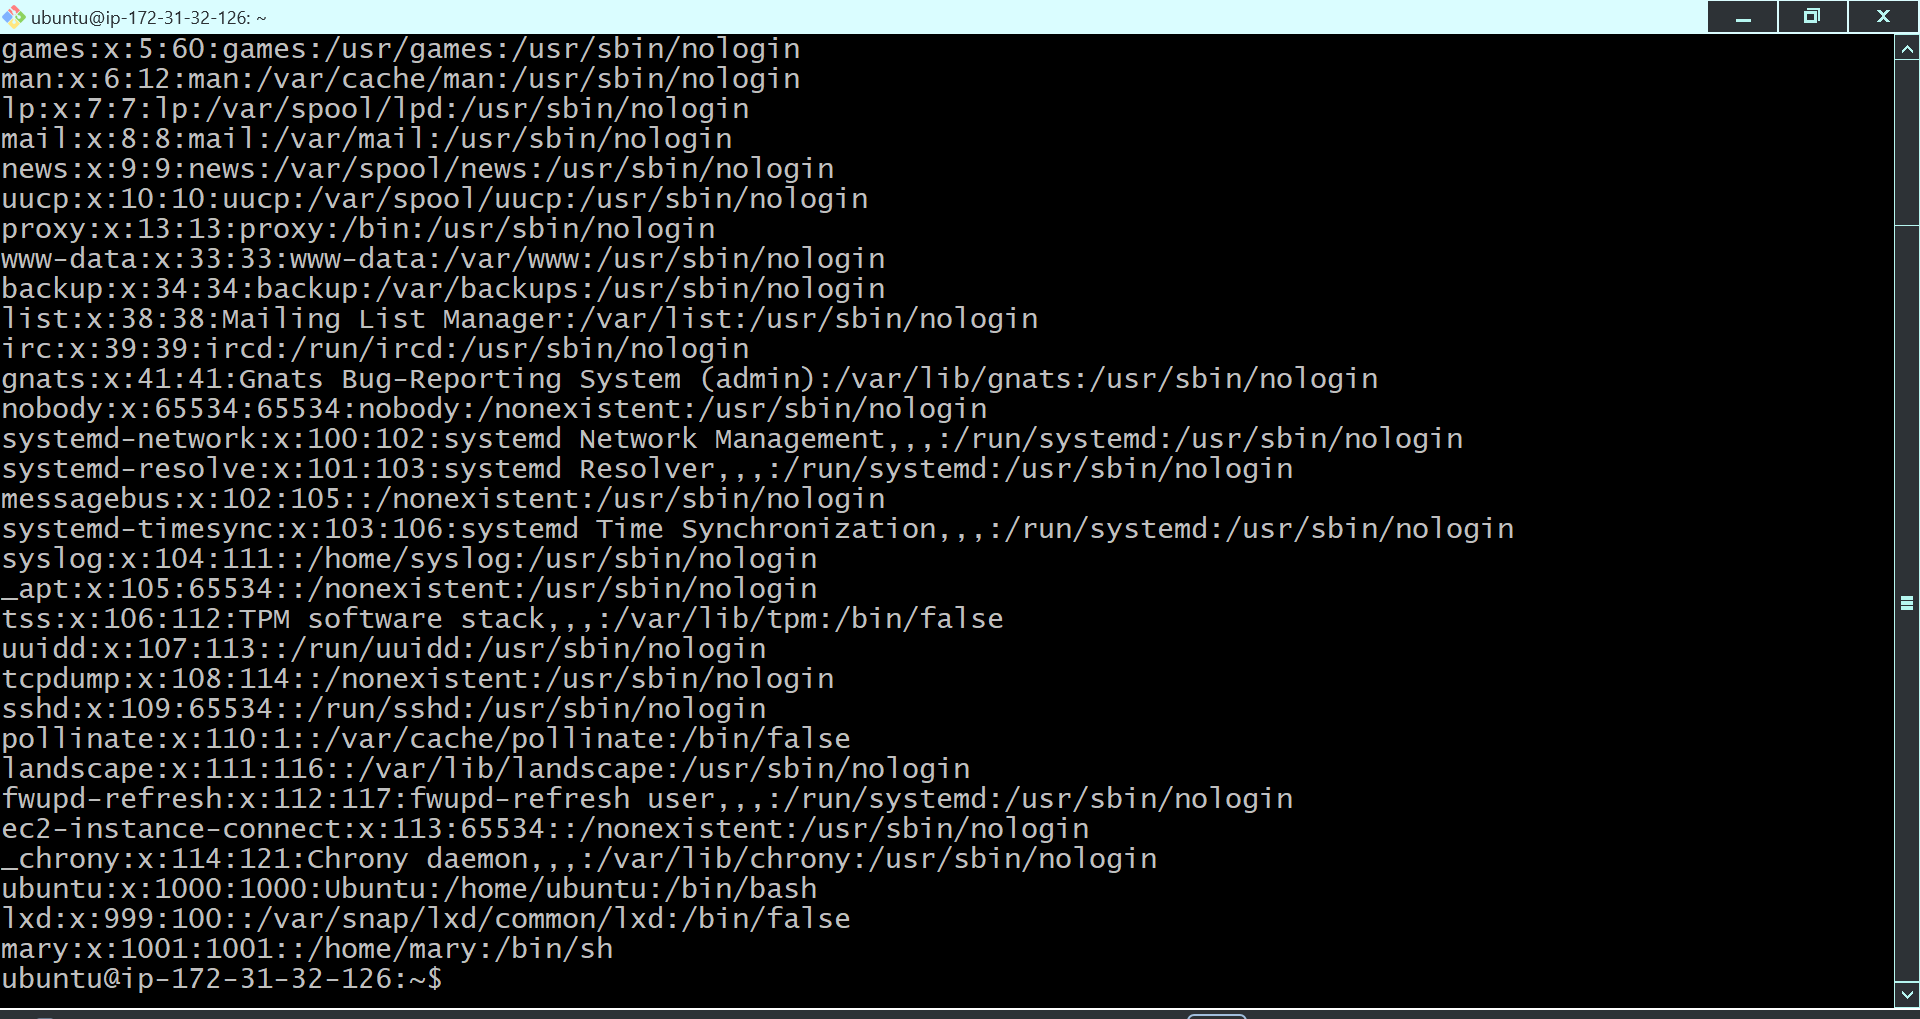 ubuntu@ip-172-31-32-126: ~
games:x:5:60:games:/usr/games:/usr/sbin/nologin
man:x:6:12:man:/var/cache/man:/usr/sbin/nologin
lp:x:7:7:lp:/var/spool/lpd:/usr/sbin/nologin
mail:x:8:8:mail:/var/mail:/usr/sbin/nologin
news:x:9:9:news:/var/spool/news:/usr/sbin/nologin
uucp:x:10:10:uucp:/var/spool/uucp:/usr/sbin/nologin
proxy:x:13:13:proxy:/bin:/usr/sbin/nologin
www-data:x:33:33:www-data:/var/www:/usr/sbin/nologin
backup:x:34:34:backup:/var/backups:/usr/sbin/nologin
list:x:38:38:Mailing List Manager:/var/list:/usr/sbin/nologin
irc:x:39:39:ircd:/run/ircd:/usr/sbin/nologin
gnats:x:41:41:Gnats Bug-Reporting System (admin):/var/lib/gnats:/usr/sbin/nologin
nobody:x:65534:65534:nobody:/nonexistent:/usr/sbin/nologin
systemd-network:x:100:102:systemd Network Management,,,:/run/systemd:/usr/sbin/nologin
systemd-resolve:x:101:103:systemd Resolver,,,:/run/systemd:/usr/sbin/nologin
messagebus:x:102:105::/nonexistent:/usr/sbin/nologin
systemd-timesync:x:103:106:systemd Time Synchronization,,,:/run/systemd:/usr/sbin/nologin
syslog:x:104:111::/home/syslog:/usr/sbin/nologin
_apt:x:105:65534::/nonexistent:/usr/sbin/nologin
tss:x:106:112:TPM software stack,,,:/var/lib/tpm:/bin/false
uuidd:x:107:113::/run/uuidd:/usr/sbin/nologin
tcpdump:x:108:114::/nonexistent:/usr/sbin/nologin
sshd:x:109:65534::/run/sshd:/usr/sbin/nologin
pollinate:x:110:1::/var/cache/pollinate:/bin/false
landscape:x:111:116::/var/lib/landscape:/usr/sbin/nologin
fwupd-refresh:x:112:117:fwupd-refresh user,,,:/run/systemd:/usr/sbin/nologin
ec2-instance-connect:x:113:65534::/nonexistent:/usr/sbin/nologin
_chrony:x:114:121:Chrony daemon,,,:/var/lib/chrony:/usr/sbin/nologin
ubuntu:x:1000:1000:Ubuntu:/home/ubuntu:/bin/bash
lxd:x:999:100::/var/snap/lxd/common/lxd:/bin/false
mary:x:1001:1001::/home/mary:/bin/sh
ubuntu@ip-172-31-32-126:~$